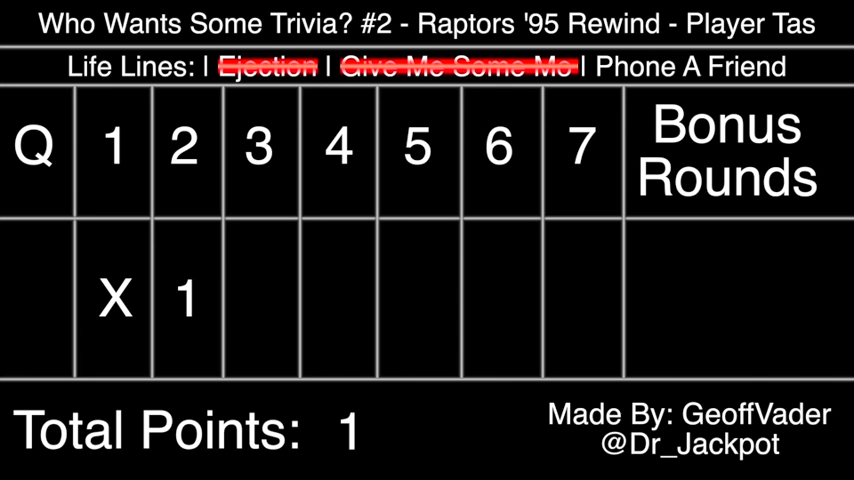 Who Wants Some Trivia? #2 - Raptors '95 Rewind - Player Tas
Life Lines: | Ejection | Give Me Some Mo | Phone A Friend
Q 1 2 3 4 5 6 7 Bonus Rounds
X 1
Total Points: 1
Made By: GeoffVader
@Dr_Jackpot